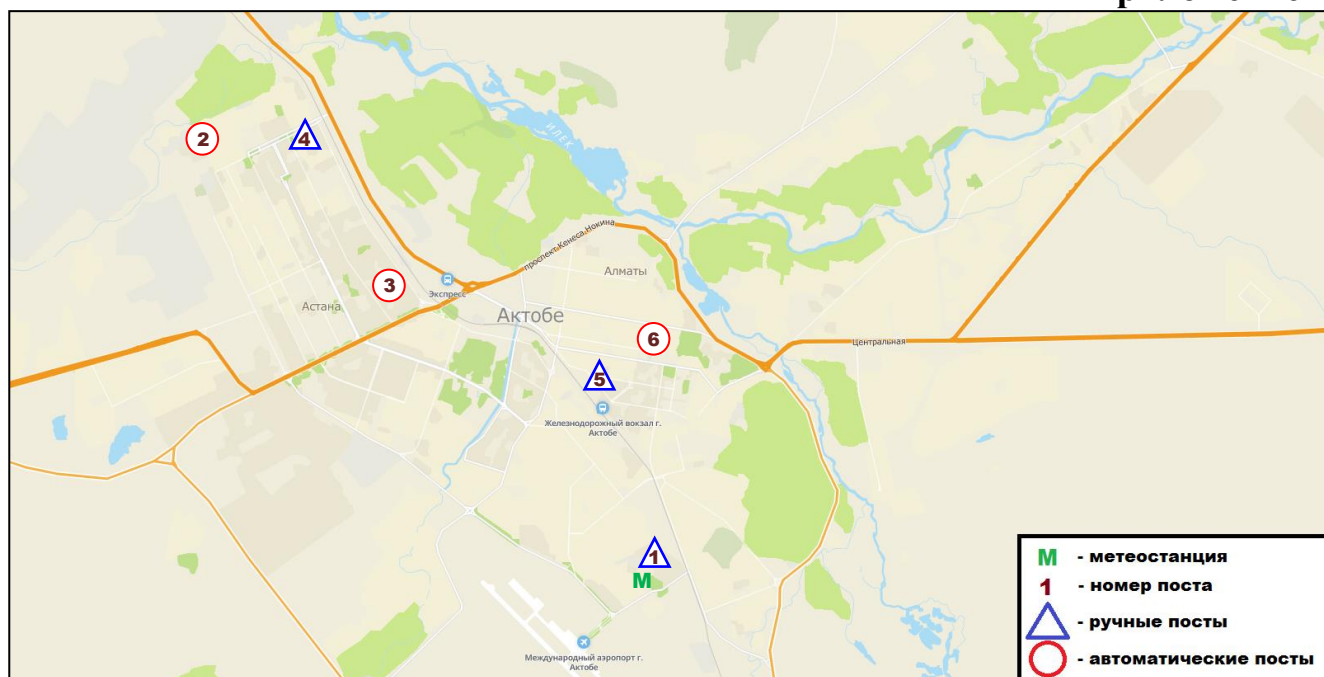 2
4
ИЛЕК
проспект Кенеса Нокина
Алматы
3
Экспресс
Астана
Актобе
6
Центральная
5
Железнодорожный вокзал г.
Актобе
1
М
Международный аэропорт г.
Актобе
М - метеостанция
1 - номер поста
- ручные посты
- автоматические посты